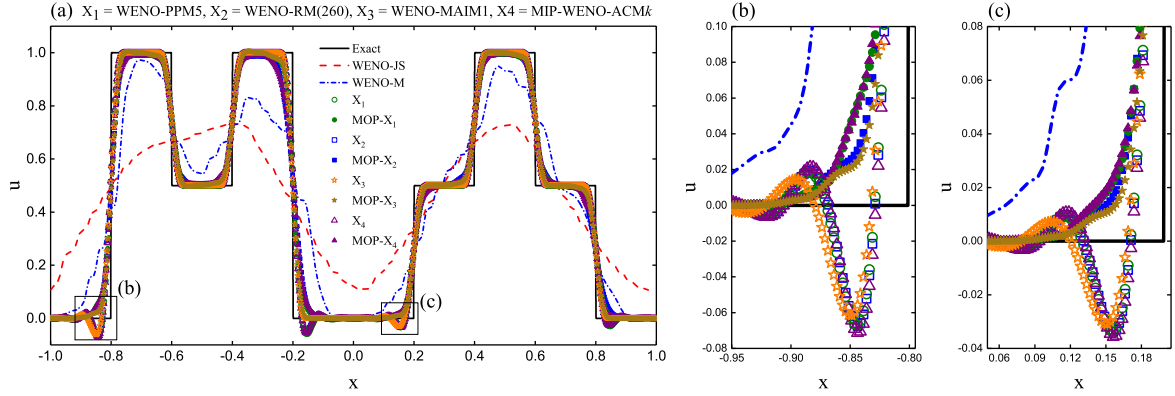 (a) X1 = WENO-PPM5, X2 = WENO-RM(260), X3 = WENO-MAIM1, X4 = MIP-WENO-ACMk
Exact
WENO-JS
WENO-M
X1
MOP-X1
X2
MOP-X2
X3
MOP-X3
X4
MOP-X4
(b)
(c)
u
1.0
0.8
0.6
0.4
0.2
0.0
-1.0 -0.8 -0.6 -0.4 -0.2 0.0 0.2 0.4 0.6 0.8 1.0
x
(b)
u
0.10
0.08
0.06
0.04
0.02
0.00
-0.02
-0.04
-0.06
-0.08
-0.95 -0.90 -0.85 -0.80
x
(c)
u
0.08
0.06
0.04
0.02
0.00
-0.02
-0.04
0.06 0.09 0.12 0.15 0.18
x